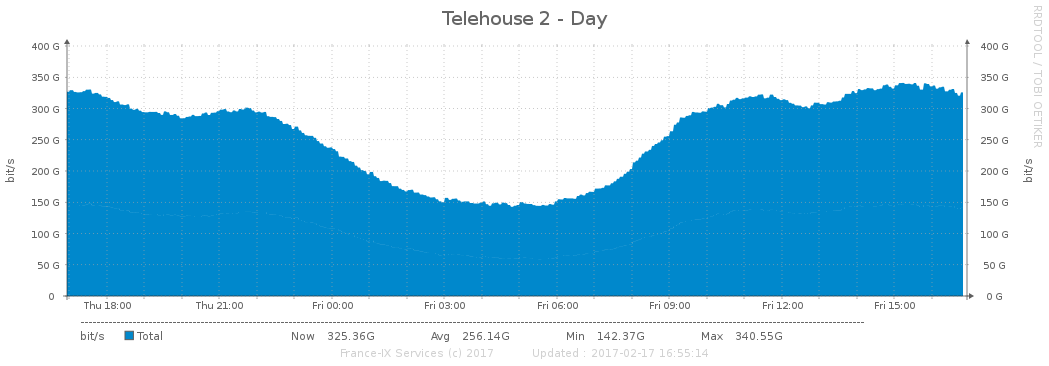 Telehouse 2 - Day
RRDTOOL / TOBI OETIKER
400 G 400 G
350 G 350 G
300 G 300 G
250 G 250 G
200 G 200 G
150 G 150 G
100 G 100 G
50 G 50 G
0 0 G
bit/s
bit/s
Thu 18:00 Thu 21:00 Fri 00:00 Fri 03:00 Fri 06:00 Fri 09:00 Fri 12:00 Fri 15:00
bit/s Total Now 325.36G Avg 256.14G Min 142.37G Max 340.55G
France-IX Services (c) 2017 Updated : 2017-02-17 16:55:14